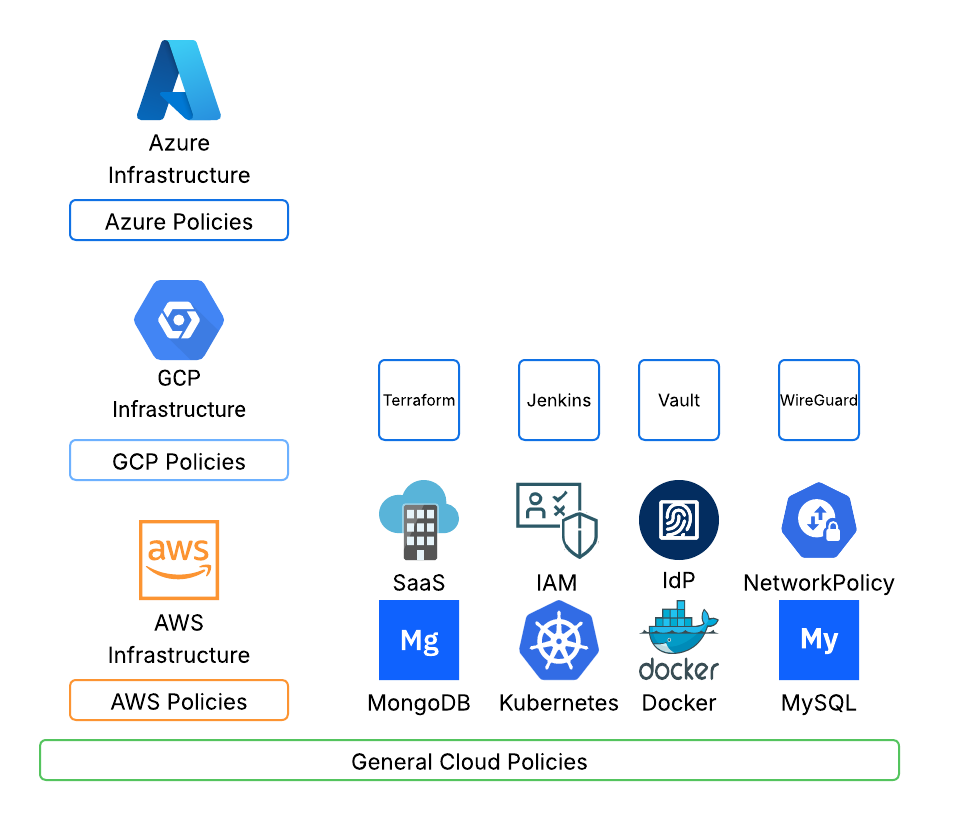 Azure
Infrastructure
Azure Policies
GCP
Infrastructure
GCP Policies
aws
AWS
Infrastructure
AWS Policies
Terraform
Jenkins
Vault
WireGuard
SaaS
IAM
IdP
NetworkPolicy
Mg
docker
My
MongoDB
Kubernetes
Docker
MySQL
General Cloud Policies